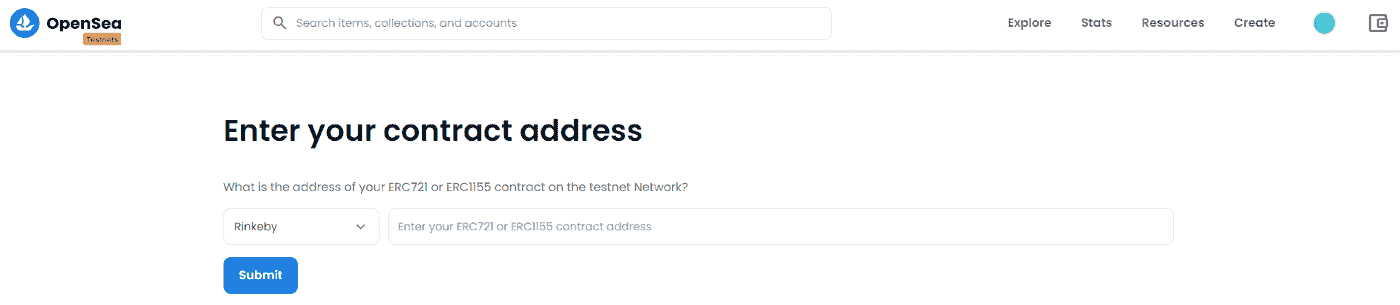 OpenSea
Testnets
Search items, collections, and accounts
Explore Stats Resources Create
Enter your contract address
What is the address of your ERC721 or ERC1155 contract on the testnet Network?
Rinkeby Enter your ERC721 or ERC1155 contract address
Submit